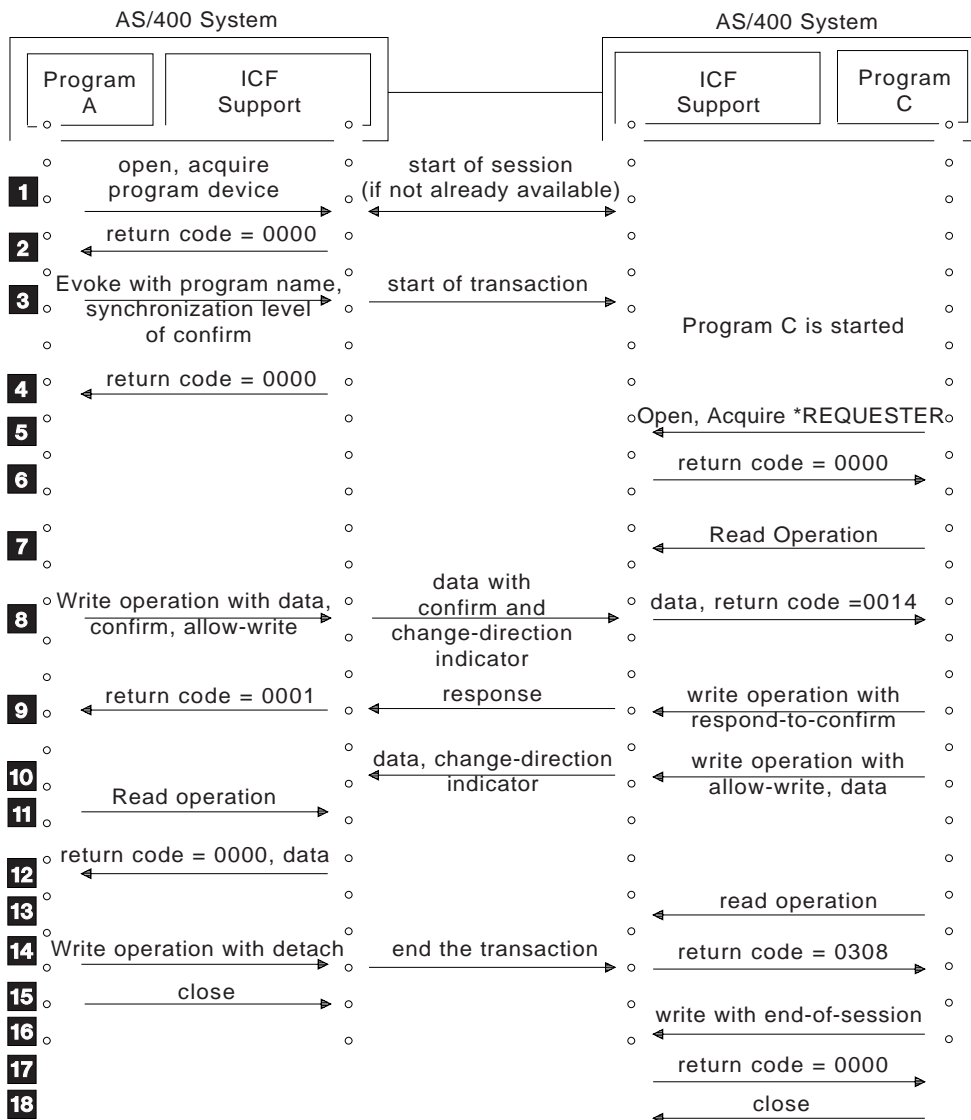 AS/400 System
AS/400 System
Program
A
ICF
Support
ICF
Support
Program
C
1
open, acquire
program device
start of session
(if not already available)
2
return code = 0000
3
Evoke with program name,
synchronization level
of confirm
start of transaction
Program C is started
4
return code = 0000
5
Open, Acquire *REQUESTER
6
return code = 0000
7
Read Operation
8
Write operation with data,
confirm, allow-write
data with
confirm and
change-direction
indicator
data, return code =0014
9
return code = 0001
response
write operation with
respond-to-confirm
10
data, change-direction
indicator
write operation with
allow-write, data
11
Read operation
12
return code = 0000, data
13
read operation
14
Write operation with detach
end the transaction
return code = 0308
15
close
16
write with end-of-session
17
return code = 0000
18
close